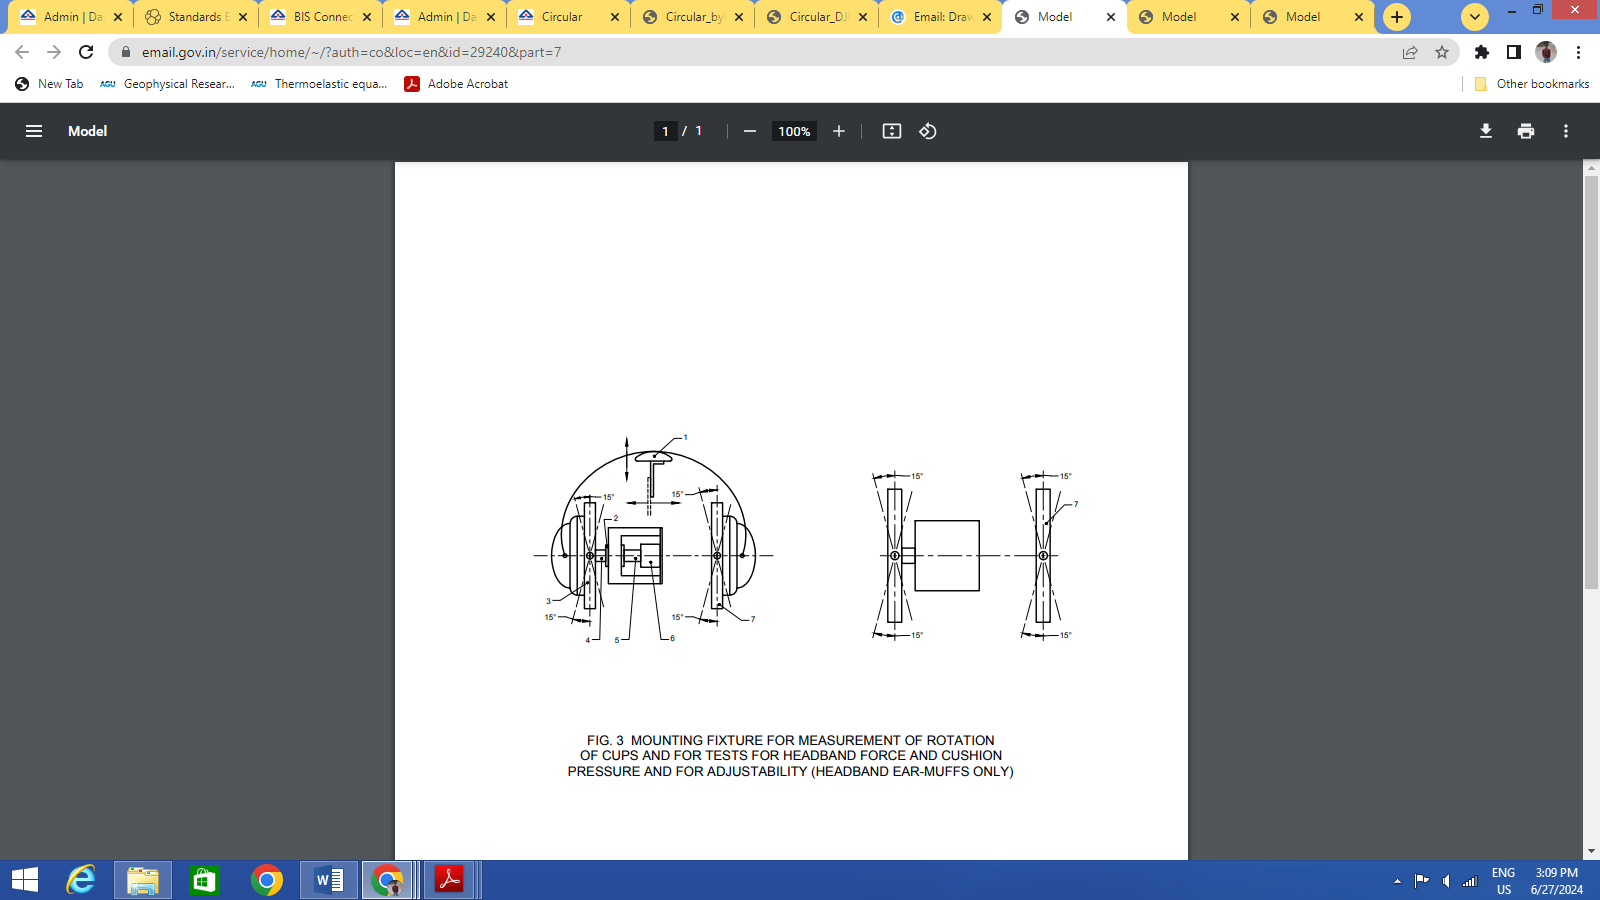 Admin | Da
Standards E
BIS Connec
Admin | Da
Circular
Circular_by
Circular_DJ
Email: Draw
Model
Model
Model
email.gov.in/service/home/~/?auth=co&loc=en&id=29240&part=7
New Tab
AGU Geophysical Resear...
AGU Thermoelastic equa...
Adobe Acrobat
Other bookmarks
Model
1 / 1
100%
1
15°
15°
2
3
15°
15°
4
5
6
7
15°
15°
7
15°
15°
FIG. 3 MOUNTING FIXTURE FOR MEASUREMENT OF ROTATION
OF CUPS AND FOR TESTS FOR HEADBAND FORCE AND CUSHION
PRESSURE AND FOR ADJUSTABILITY (HEADBAND EAR-MUFFS ONLY)
ENG
US
3:09 PM
6/27/2024